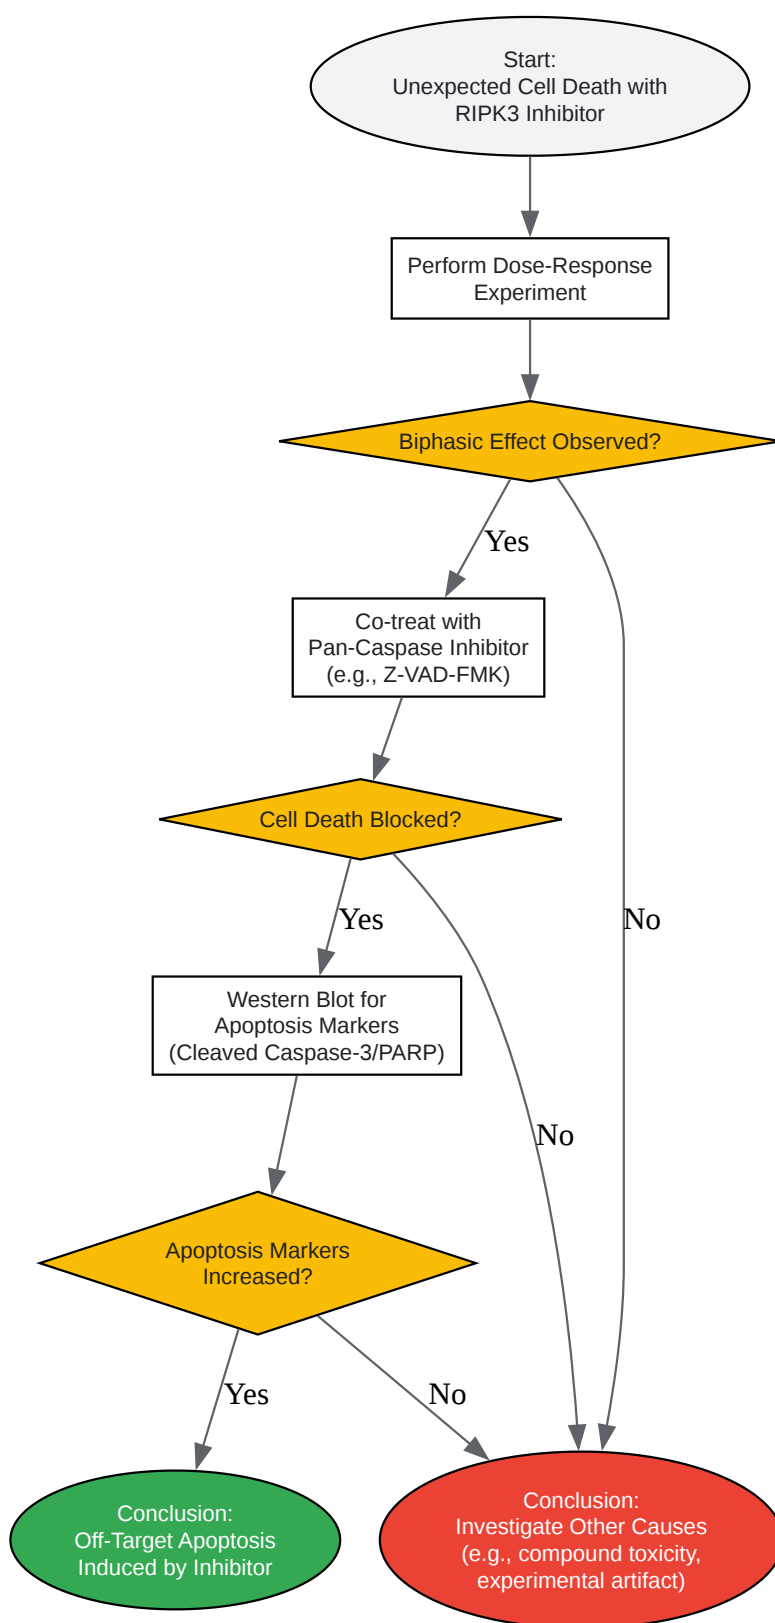 Start:
Unexpected Cell Death with
RIPK3 Inhibitor
Perform Dose-Response
Experiment
Biphasic Effect Observed?
Yes
Co-treat with
Pan-Caspase Inhibitor
(e.g., Z-VAD-FMK)
Cell Death Blocked?
Yes
No
Western Blot for
Apoptosis Markers
(Cleaved Caspase-3/PARP)
No
Apoptosis Markers
Increased?
Yes
No
Conclusion:
Off-Target Apoptosis
Induced by Inhibitor
Conclusion:
Investigate Other Causes
(e.g., compound toxicity,
experimental artifact)